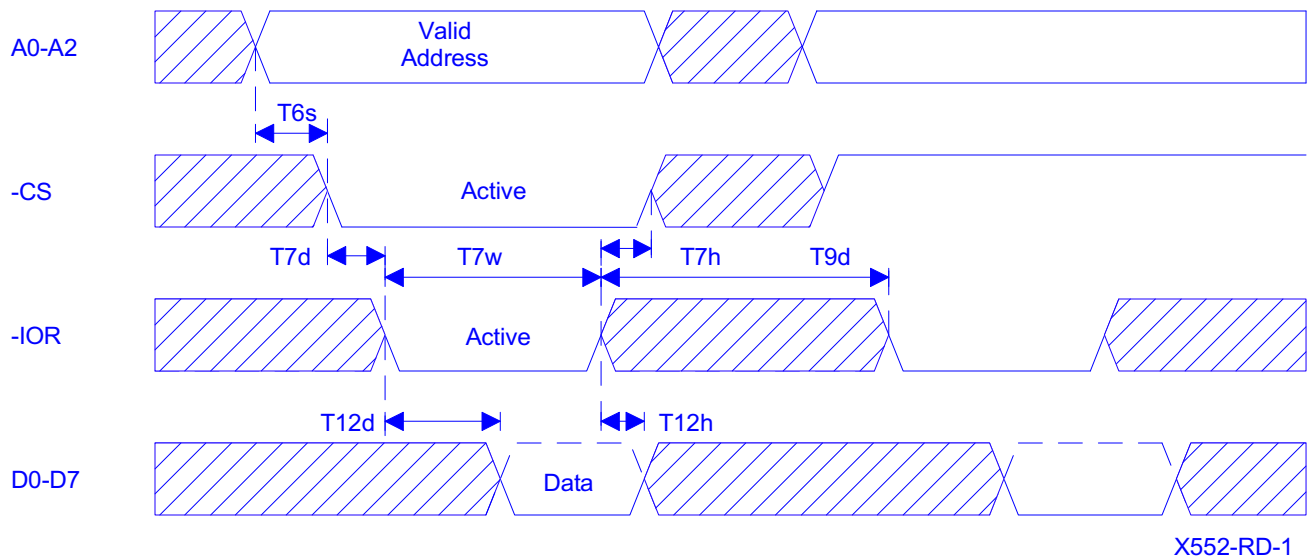 A0-A2
Valid
Address
T6s
-CS
Active
T7d
T7w
T7h
T9d
-IOR
Active
T12d
T12h
D0-D7
Data
X552-RD-1